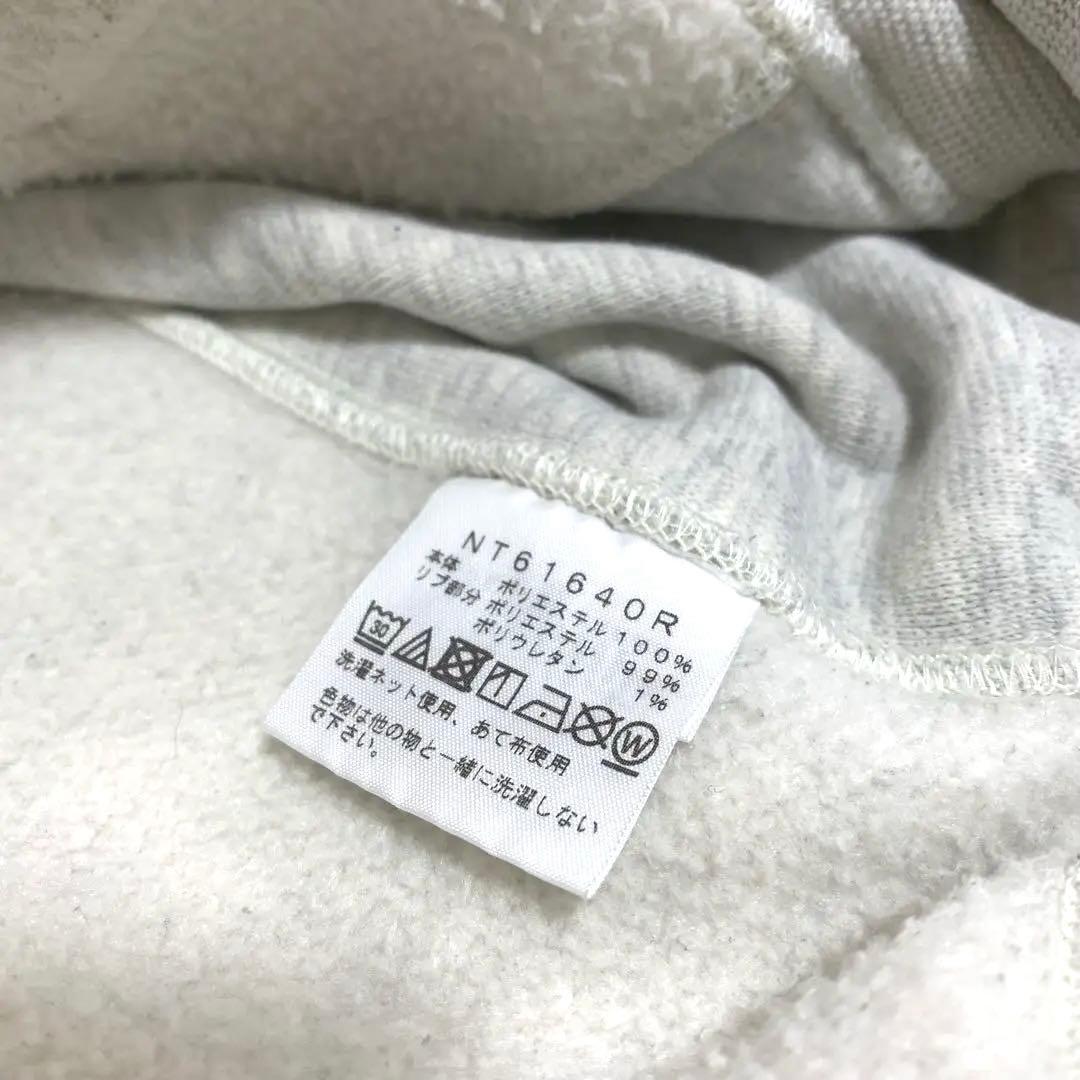 NT61640R
本体 ポリエステル100%
リブ部分 ポリエステル 99%
ポリウレタン 1%
30 W
洗濯ネット使用、あて布使用
色物は他の物と一緒に洗濯しない
で下さい。